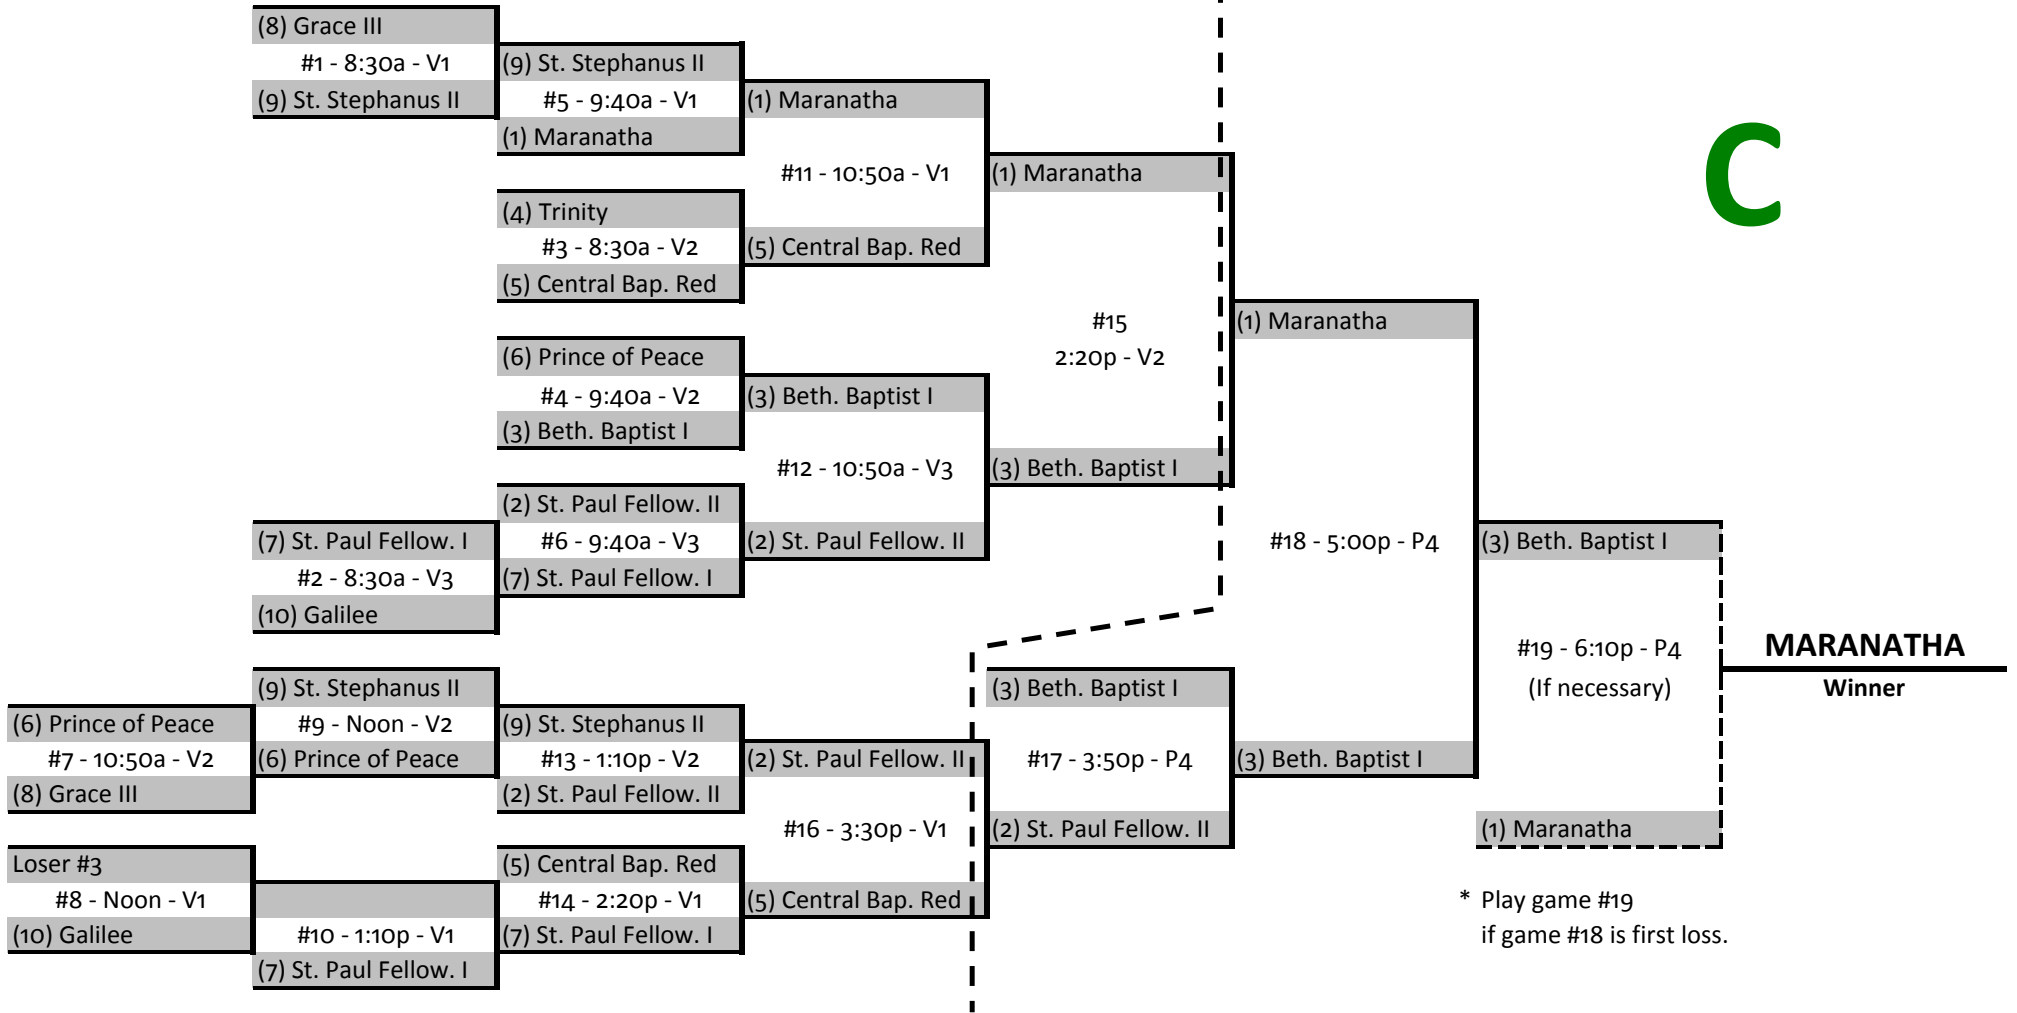 (8) Grace III
#1 - 8:30a - V1
(9) St. Stephanus II
(9) St. Stephanus II
#5 - 9:40a - V1
(1) Maranatha
(4) Trinity
#3 - 8:30a - V2
(5) Central Bap. Red
(6) Prince of Peace
#4 - 9:40a - V2
(3) Beth. Baptist I
(2) St. Paul Fellow. II
#6 - 9:40a - V3
(7) St. Paul Fellow. I
(7) St. Paul Fellow. I
#2 - 8:30a - V3
(10) Galilee
(1) Maranatha
#11 - 10:50a - V1
(5) Central Bap. Red
(3) Beth. Baptist I
#12 - 10:50a - V3
(2) St. Paul Fellow. II
(1) Maranatha
#15
2:20p - V2
(3) Beth. Baptist I
(1) Maranatha
#18 - 5:00p - P4
(3) Beth. Baptist I
C
(3) Beth. Baptist I
#19 - 6:10p - P4
(If necessary)
(1) Maranatha
MARANATHA
Winner
(6) Prince of Peace
#7 - 10:50a - V2
(8) Grace III
Loser #3
#8 - Noon - V1
(10) Galilee
(9) St. Stephanus II
#9 - Noon - V2
(6) Prince of Peace
#10 - 1:10p - V1
(7) St. Paul Fellow. I
(9) St. Stephanus II
#13 - 1:10p - V2
(2) St. Paul Fellow. II
(5) Central Bap. Red
#14 - 2:20p - V1
(7) St. Paul Fellow. I
(2) St. Paul Fellow. II
#16 - 3:30p - V1
(5) Central Bap. Red
(3) Beth. Baptist I
#17 - 3:50p - P4
(2) St. Paul Fellow. II
* Play game #19
if game #18 is first loss.